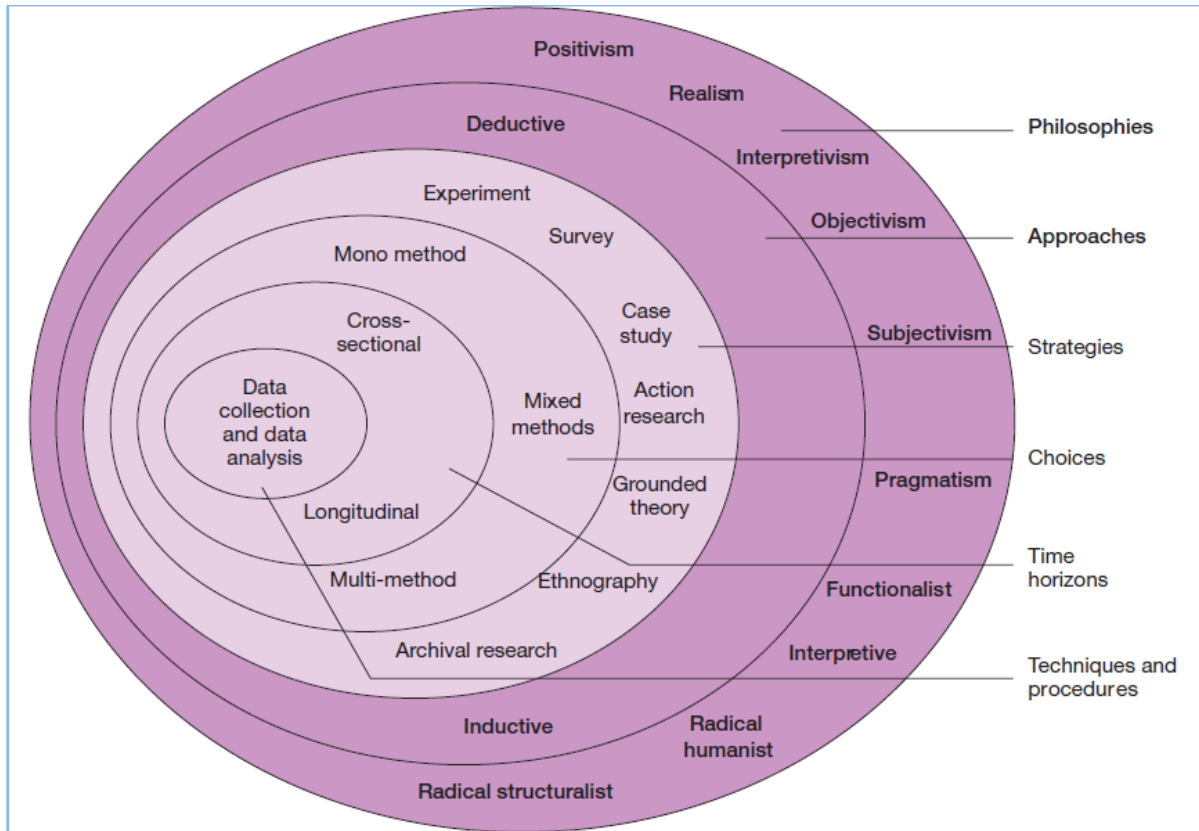 Positivism
Realism
Philosophies
Deductive
Interpretivism
Experiment
Objectivism
Survey
Approaches
Mono method
Case
study
Cross-
sectional
Subjectivism
Strategies
Data
collection
and data
analysis
Mixed
methods
Action
research
Choices
Pragmatism
Grounded
theory
Longitudinal
Time
horizons
Multi-method
Ethnography
Functionalist
Archival research
Interpretive
Techniques and
procedures
Inductive
Radical
humanist
Radical structuralist